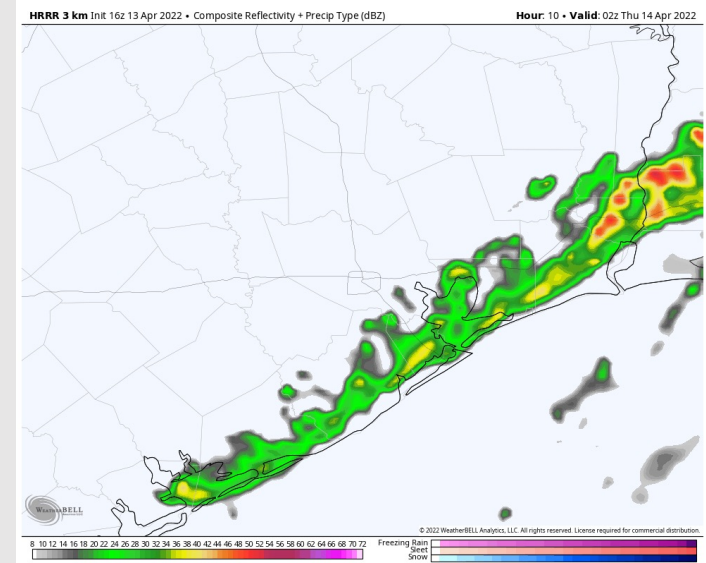 HRRR 3 km Init 16z 13 Apr 2022 • Composite Reflectivity + Precip Type (dBZ) Hour: 10 • Valid: 02z Thu 14 Apr 2022
WEATHERBELL
© 2022 WeatherBELL Analytics, LLC. All rights reserved. License required for commercial distribution.
8 10 12 14 16 18 20 22 24 26 28 30 32 34 36 38 40 42 44 46 48 50 52 54 56 58 60 62 64 66 68 70 72
Freezing Rain
Sleet
Snow